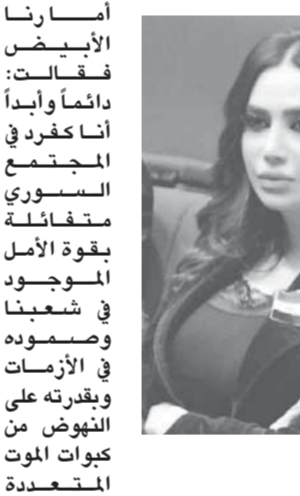 أما رنا
الأبيض
فقالت:
دائماً وأبداً
أنا كفرد في
المجتمع
السوري
متفائلة
بقوة الأمل
الموجود
في شعبنا
وصموده
في الأزمات
وبقدرته على
النهوض من
كبوات الموت
المتعددة